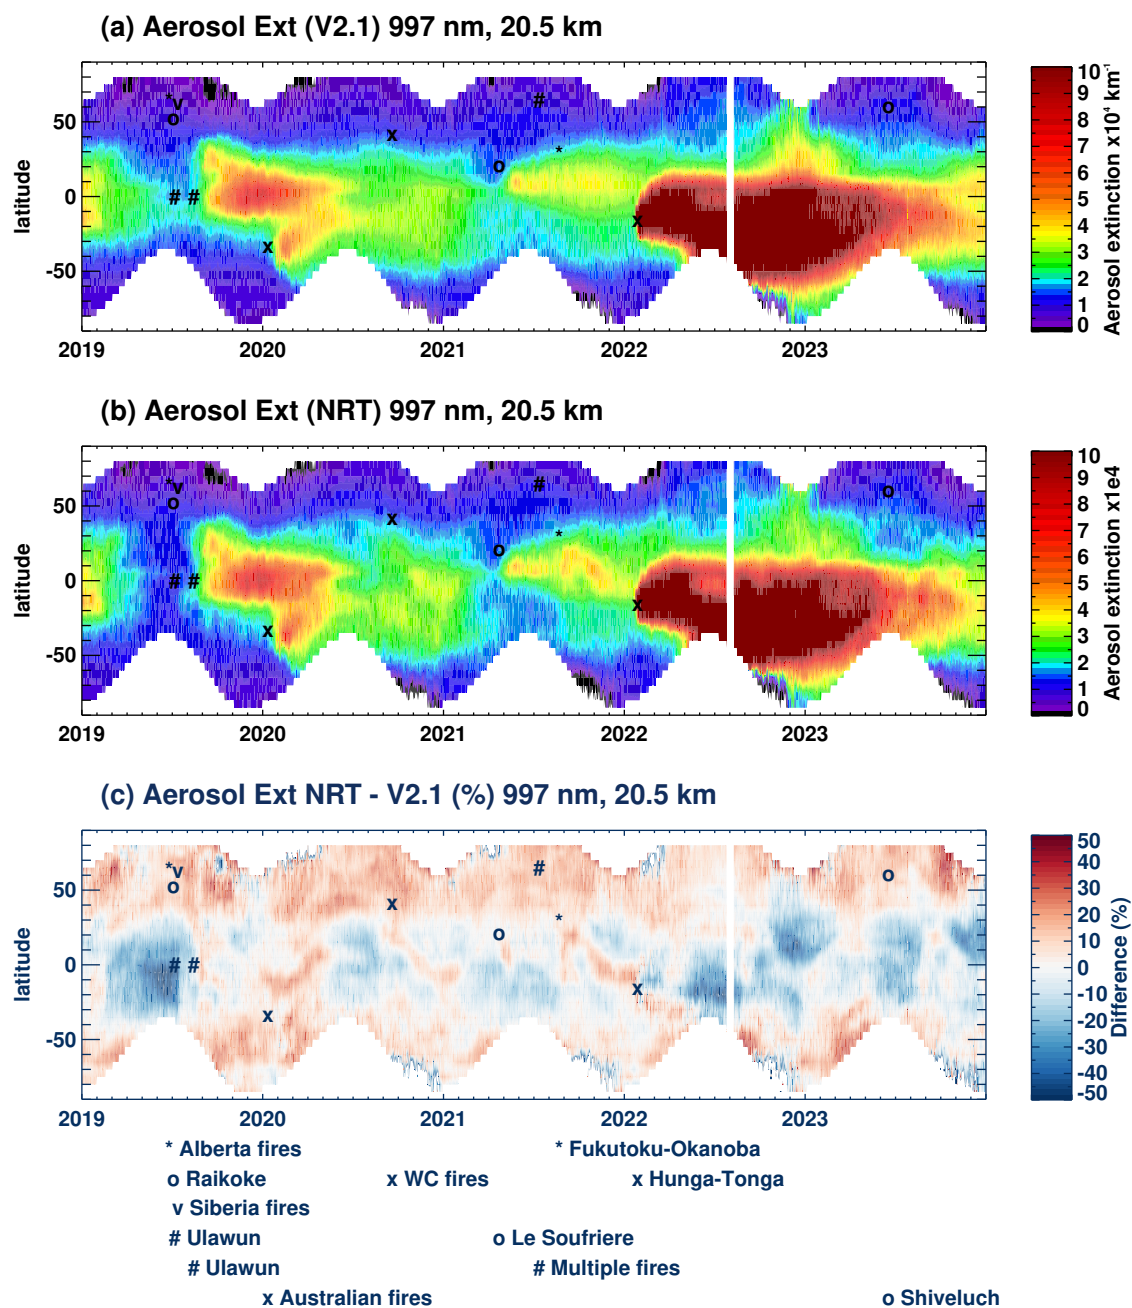 (a) Aerosol Ext (V2.1) 997 nm, 20.5 km
latitude
50
0
-50
2019 2020 2021 2022 2023
*v
o
# #
x
x
o
#
*
x
o
10⁻¹
9
8
7
6
5
4
3
2
1
0
Aerosol extinction x10⁴ km⁻¹
(b) Aerosol Ext (NRT) 997 nm, 20.5 km
latitude
50
0
-50
2019 2020 2021 2022 2023
*v
o
# #
x
x
o
#
*
x
o
10
9
8
7
6
5
4
3
2
1
0
Aerosol extinction x1e4
(c) Aerosol Ext NRT - V2.1 (%) 997 nm, 20.5 km
latitude
50
0
-50
2019 2020 2021 2022 2023
*v
o
# #
x
x
o
#
*
x
o
50
40
30
20
10
0
-10
-20
-30
-40
-50
Difference (%)
* Alberta fires * Fukutoku-Okanoba
o Raikoke x WC fires x Hunga-Tonga
v Siberia fires
# Ulawun o Le Soufriere
# Ulawun # Multiple fires
x Australian fires o Shiveluch